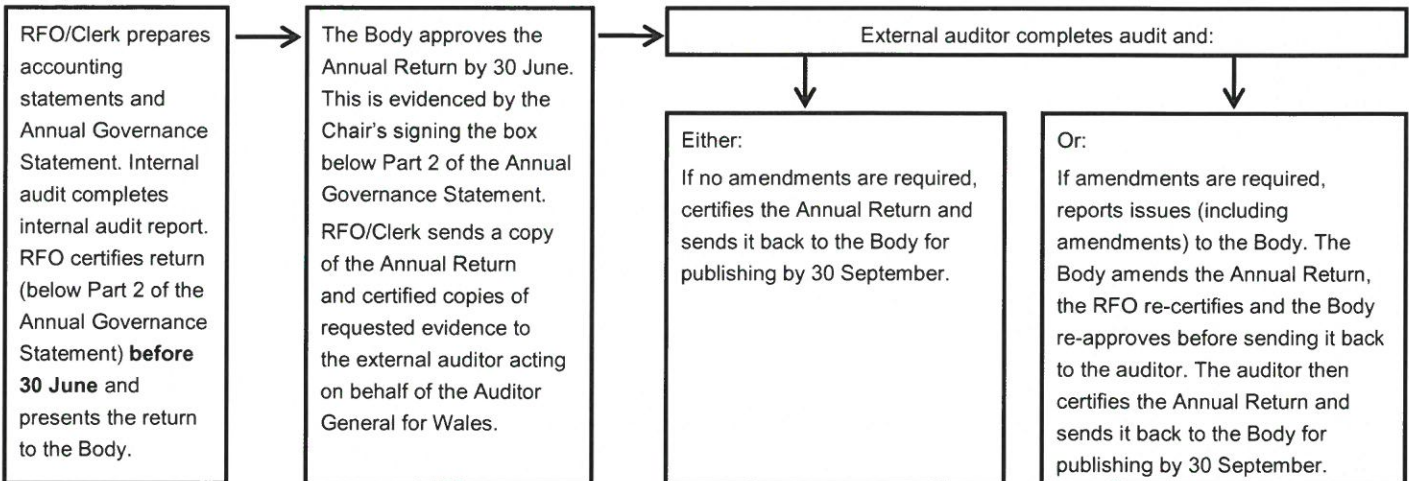 RFO/Clerk prepares
accounting
statements and
Annual Governance
Statement. Internal
audit completes
internal audit report.
RFO certifies return
(below Part 2 of the
Annual Governance
Statement) before
30 June and
presents the return
to the Body.
The Body approves the
Annual Return by 30 June.
This is evidenced by the
Chair's signing the box
below Part 2 of the Annual
Governance Statement.
RFO/Clerk sends a copy
of the Annual Return
and certified copies of
requested evidence to
the external auditor acting
on behalf of the Auditor
General for Wales.
External auditor completes audit and:
Either:
If no amendments are required,
certifies the Annual Return and
sends it back to the Body for
publishing by 30 September.
Or:
If amendments are required,
reports issues (including
amendments) to the Body. The
Body amends the Annual Return,
the RFO re-certifies and the Body
re-approves before sending it back
to the auditor. The auditor then
certifies the Annual Return and
sends it back to the Body for
publishing by 30 September.